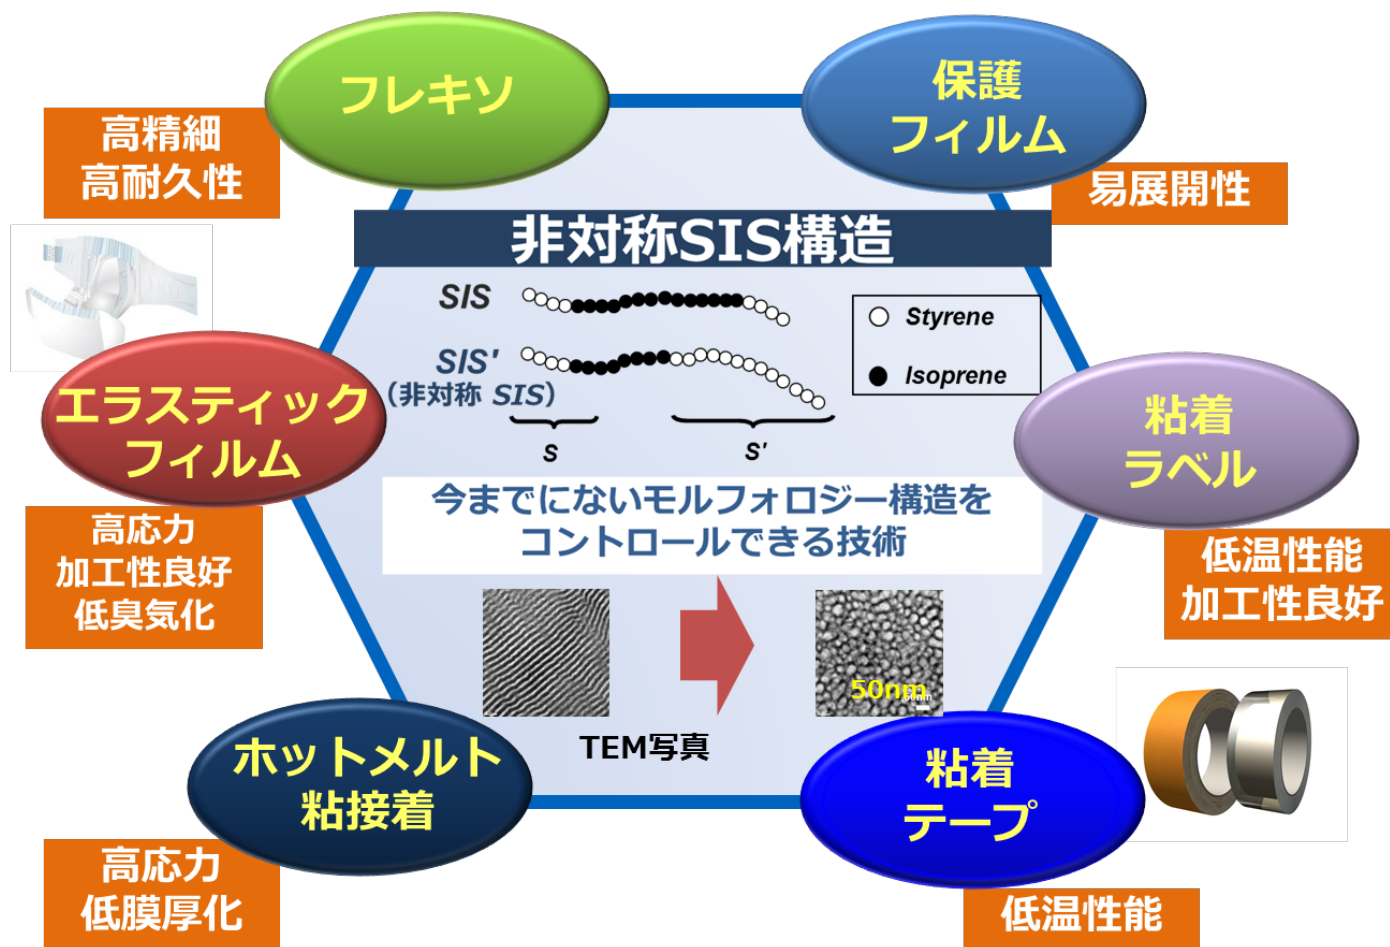 フレキソ
保護
フィルム
高精細
高耐久性
易展開性
非対称SIS構造
SIS
Styrene
SIS'
（非対称 SIS）
Isoprene
S
S'
エラスティック
フィルム
粘着
ラベル
今までにないモルフォロジー構造を
コントロールできる技術
高応力
加工性良好
低臭気化
低温性能
加工性良好
50nm
50nm
TEM写真
ホットメルト
粘接着
粘着
テープ
高応力
低膜厚化
低温性能